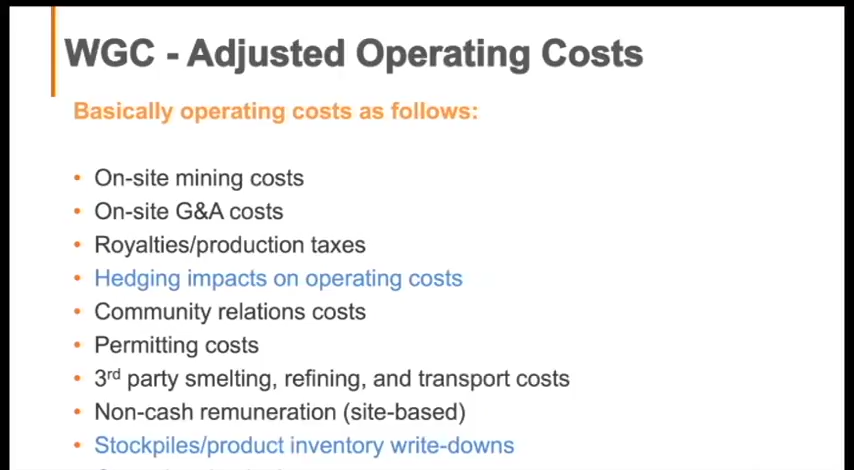 WGC - Adjusted Operating Costs
Basically operating costs as follows:
• On-site mining costs
• On-site G&A costs
• Royalties/production taxes
• Hedging impacts on operating costs
• Community relations costs
• Permitting costs
• 3rd party smelting, refining, and transport costs
• Non-cash remuneration (site-based)
• Stockpiles/product inventory write-downs